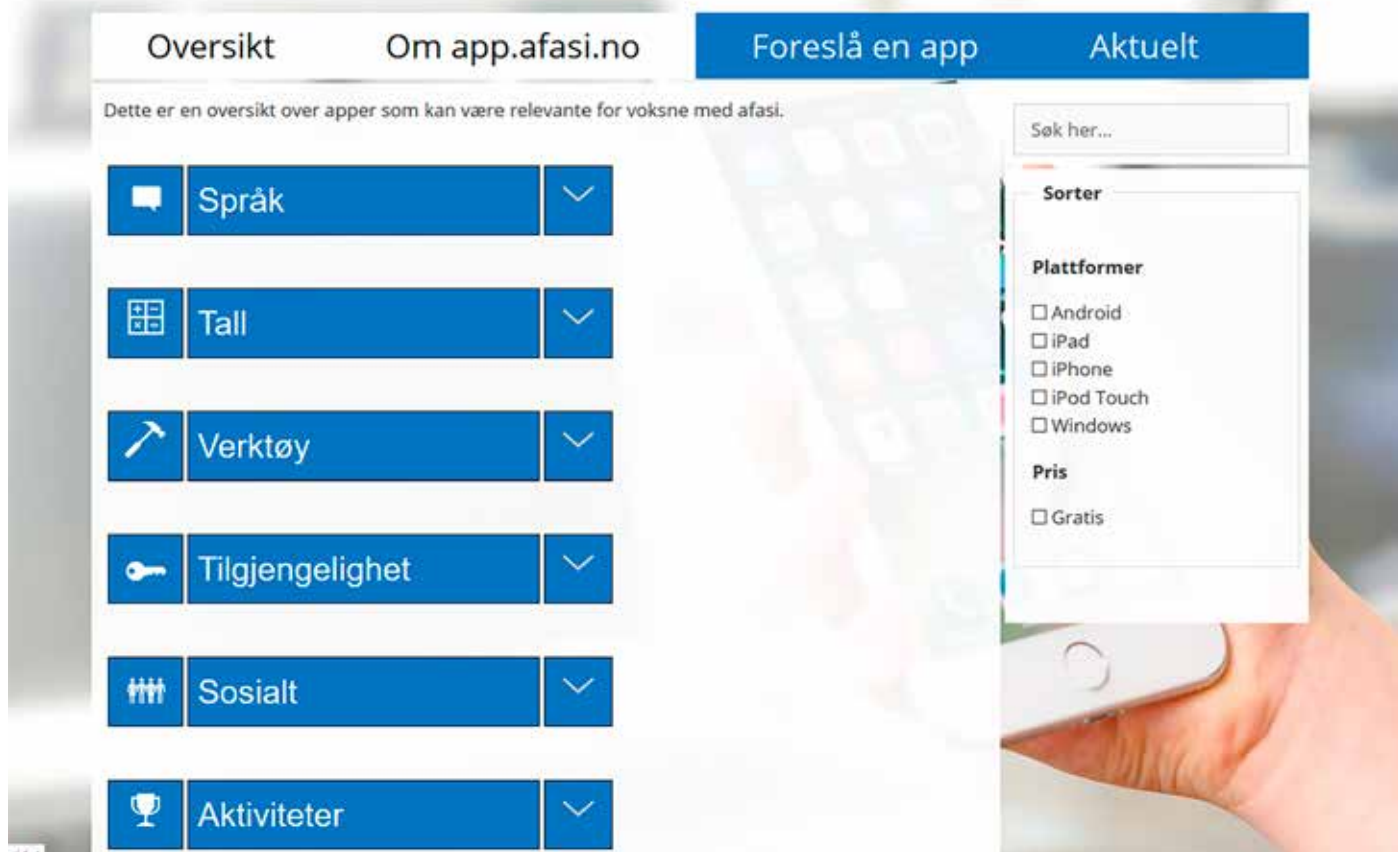 Oversikt Om app.afasi.no Foreslå en app Aktuelt
Dette er en oversikt over apper som kan være relevante for voksne med afasi.
Språk
Tall
Verktøy
Tilgjengelighet
Sosialt
Aktiviteter
Søk her...
Sorter
Plattformer
Android
iPad
iPhone
iPod Touch
Windows
Pris
Gratis